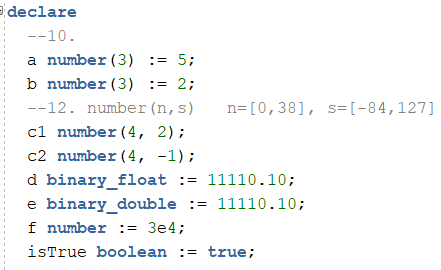 declare
--10.
a number(3) := 5;
b number(3) := 2;
--12. number(n,s)   n=[0,38], s=[-84,127]
c1 number(4, 2);
c2 number(4, -1);
d binary_float := 11110.10;
e binary_double := 11110.10;
f number := 3e4;
isTrue boolean := true;